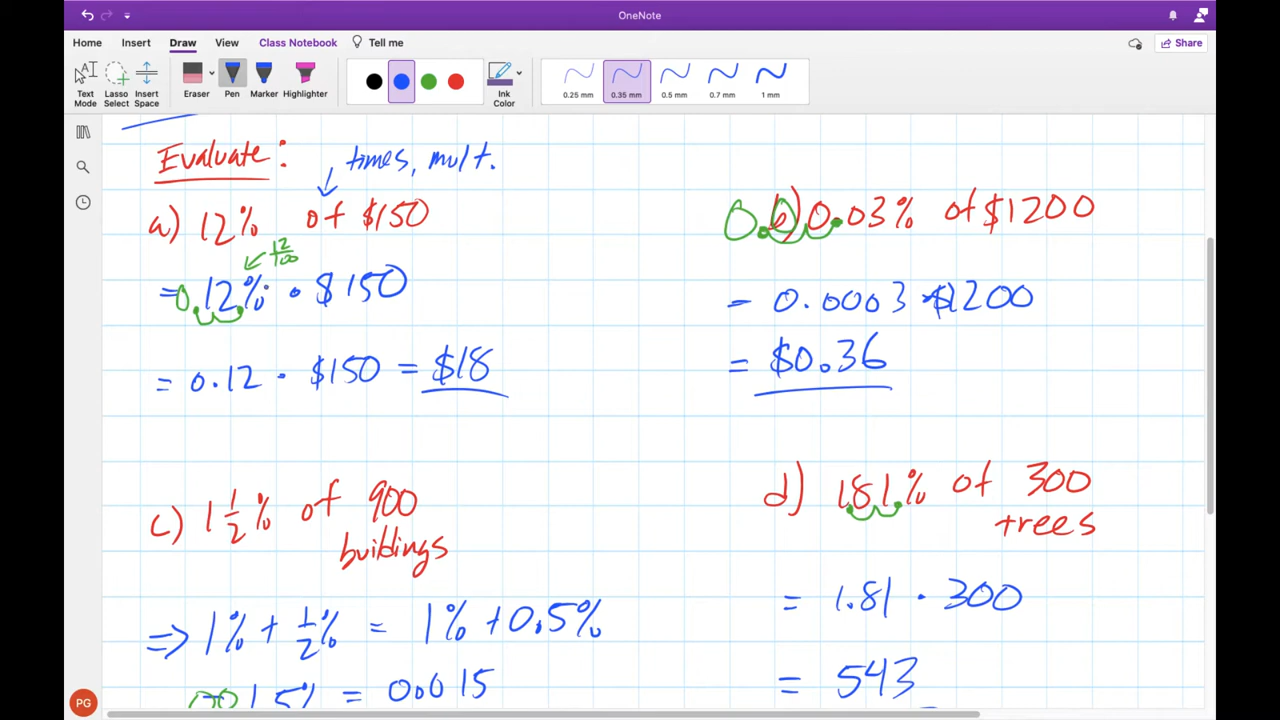 OneNote
Home Insert Draw View Class Notebook Tell me Share
Text Mode
Lasso Select
Insert Space
Eraser
Pen
Marker
Highlighter
Ink Color
0.25 mm
0.35 mm
0.5 mm
0.7 mm
1 mm
Evaluate:
times, mult.
a) 12% of $150
12/100
= 0.12% · $150
= 0.12 · $150 = $18
0. b) 0.03% of $1200
= 0.0003 · $1200
= $0.36
c) 1 1/2% of 900
buildings
⇒ 1% + 1/2% = 1% + 0.5%
1.5% = 0.015
d) 181% of 300
trees
= 1.81 · 300
= 543
PG